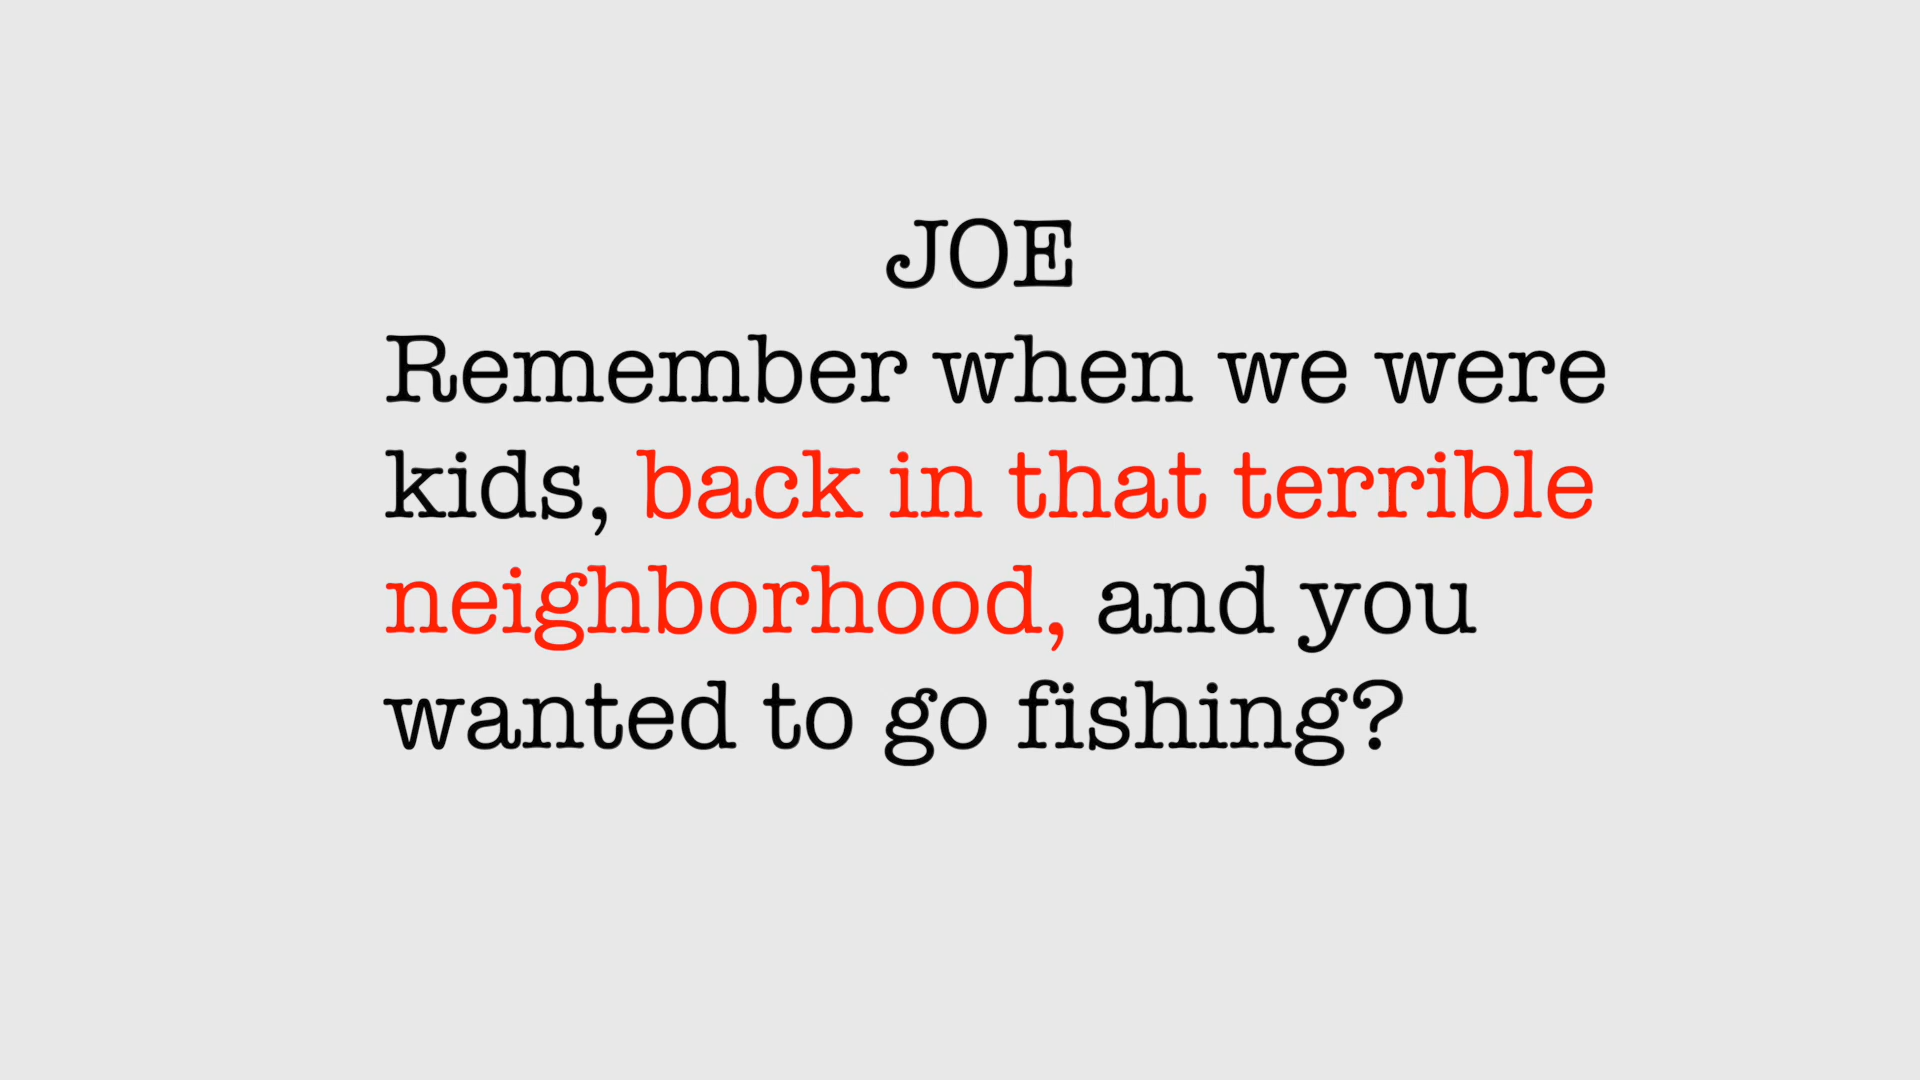 JOE
Remember when we were
kids, back in that terrible
neighborhood, and you
wanted to go fishing?